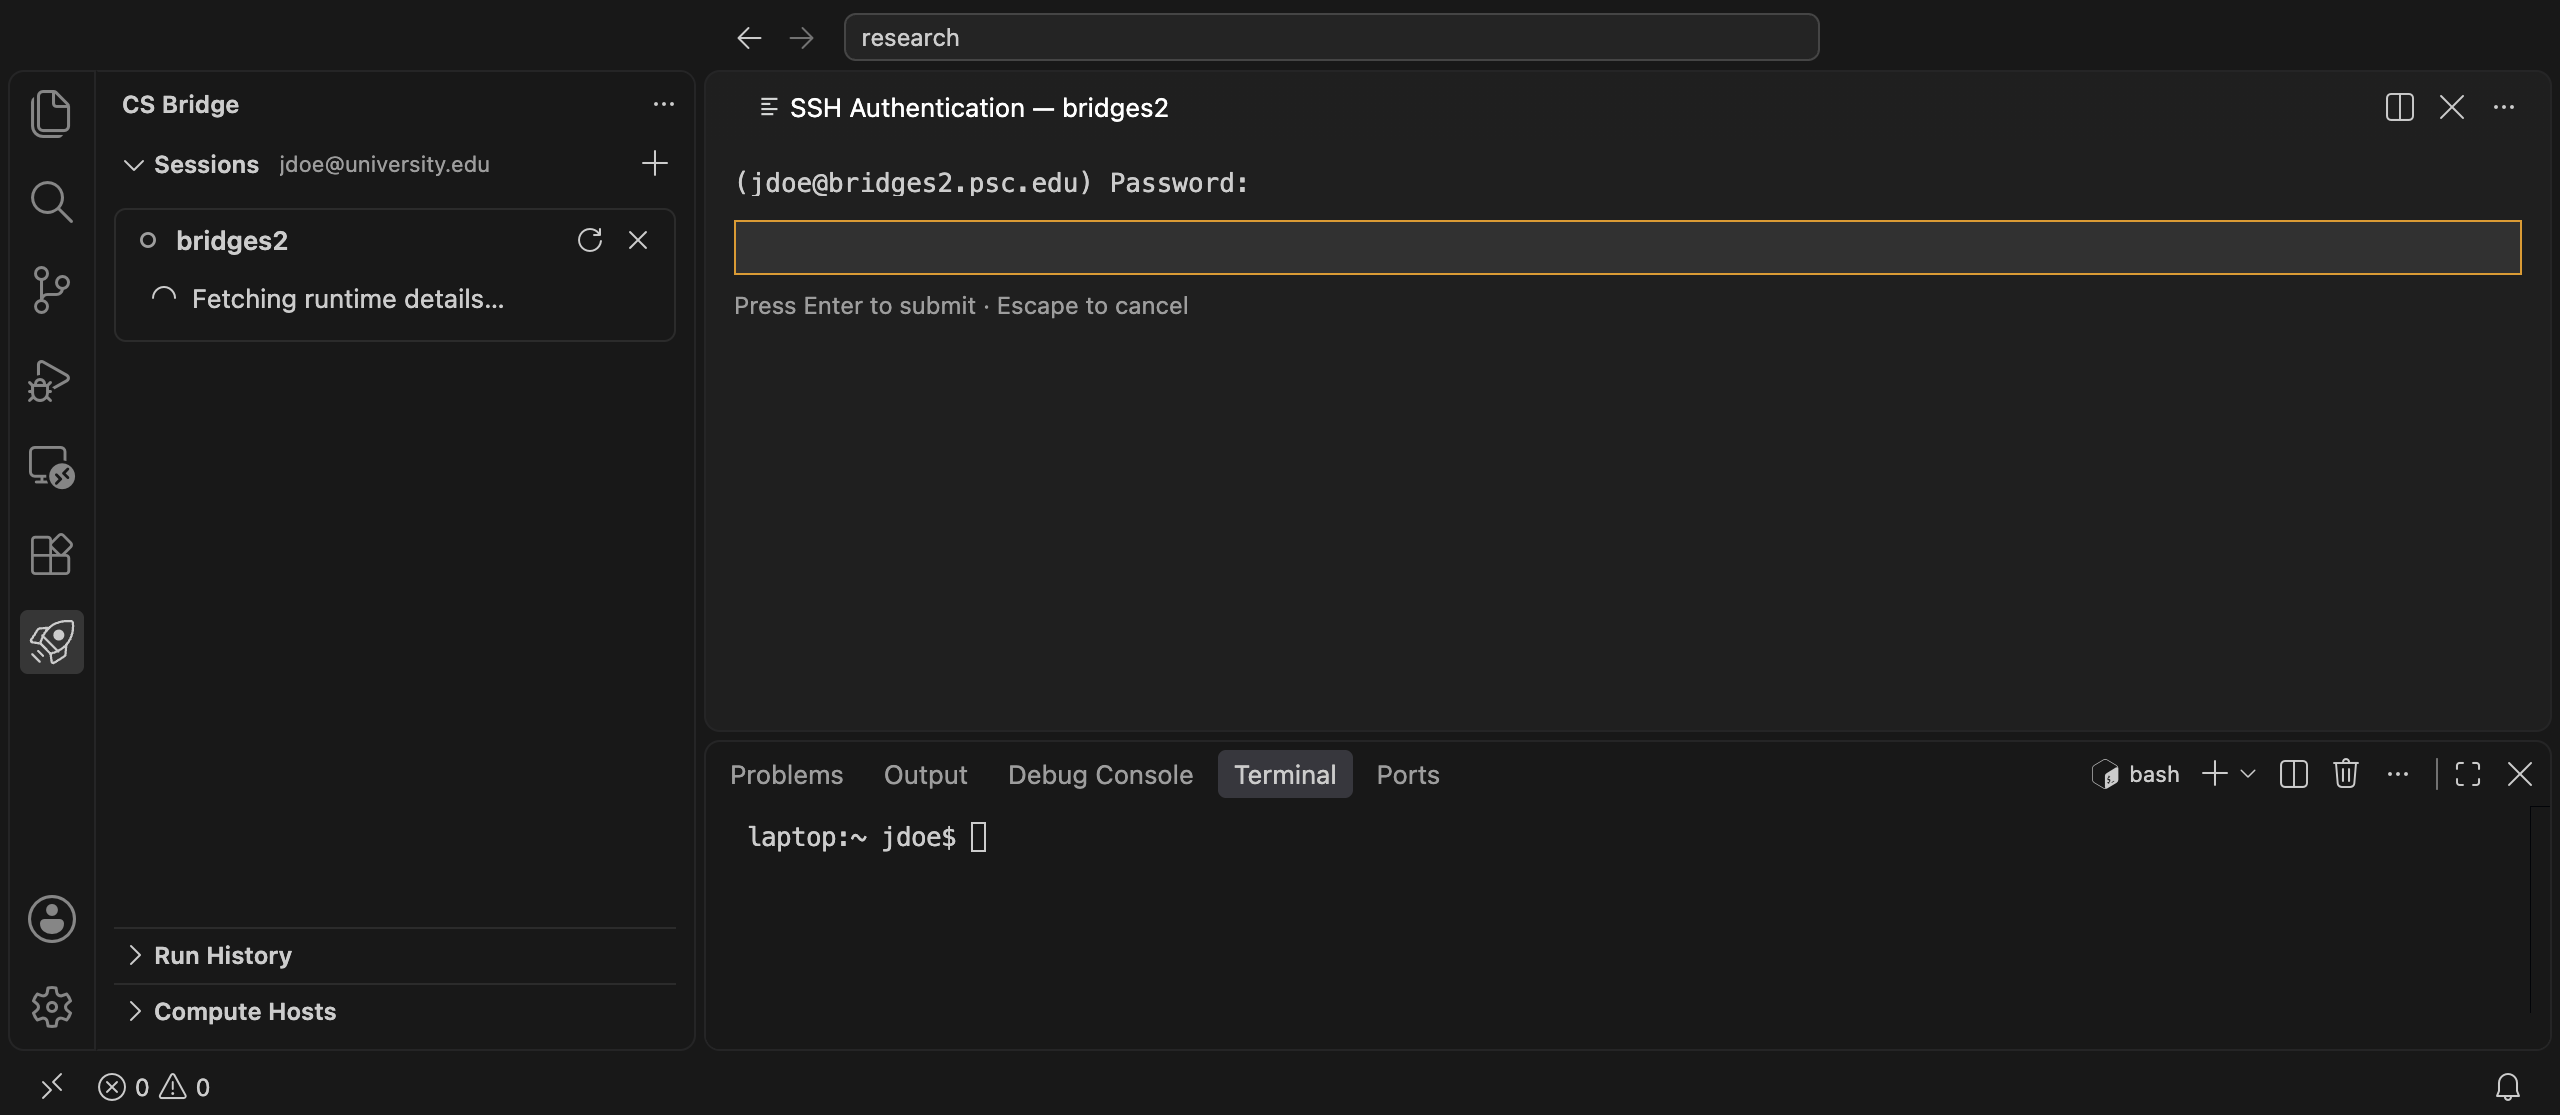 research
CS Bridge
Sessions jdoe@university.edu
bridges2
Fetching runtime details...
SSH Authentication — bridges2
(jdoe@bridges2.psc.edu) Password:
Press Enter to submit · Escape to cancel
Problems Output Debug Console Terminal Ports
bash
laptop:~ jdoe$
Run History
Compute Hosts
0 0